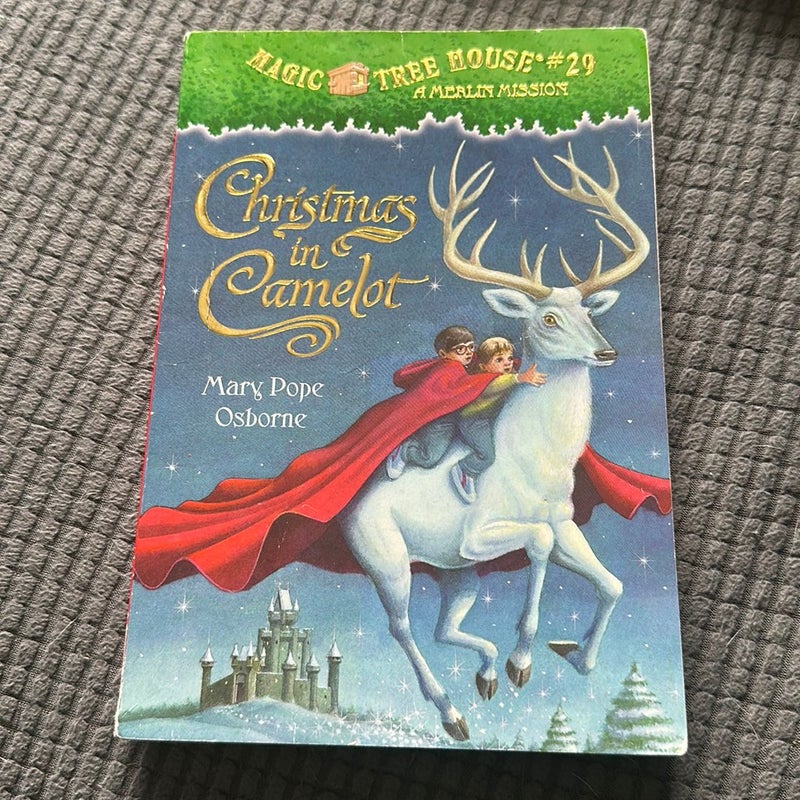 MAGIC TREE HOUSE® #29
A MERLIN MISSION
Christmas
in
Camelot
Mary Pope
Osborne